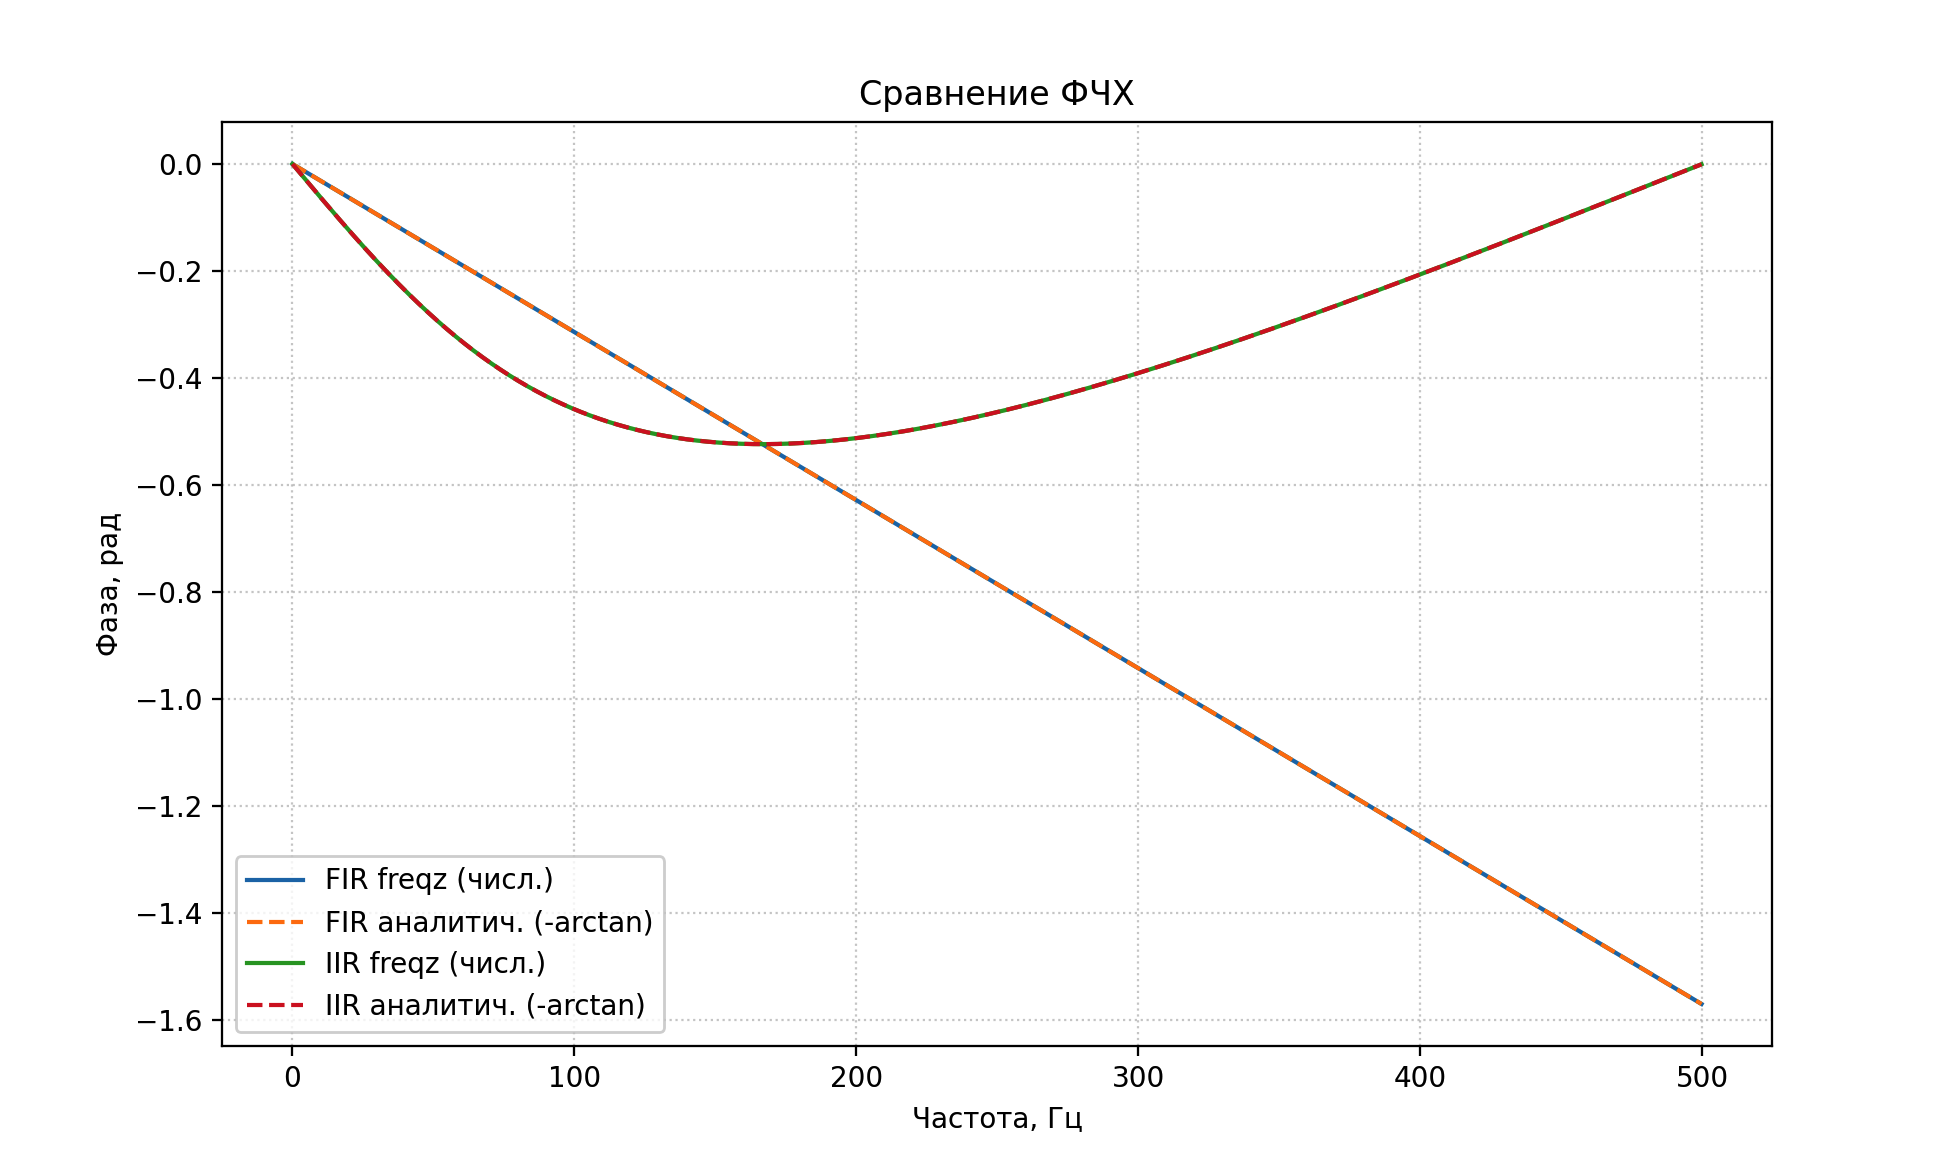 Сравнение ФЧХ
0.0
−0.2
−0.4
−0.6
−0.8
−1.0
−1.2
−1.4
−1.6
Фаза, рад
FIR freqz (числ.)
FIR аналитич. (-arctan)
IIR freqz (числ.)
IIR аналитич. (-arctan)
0 100 200 300 400 500
Частота, Гц